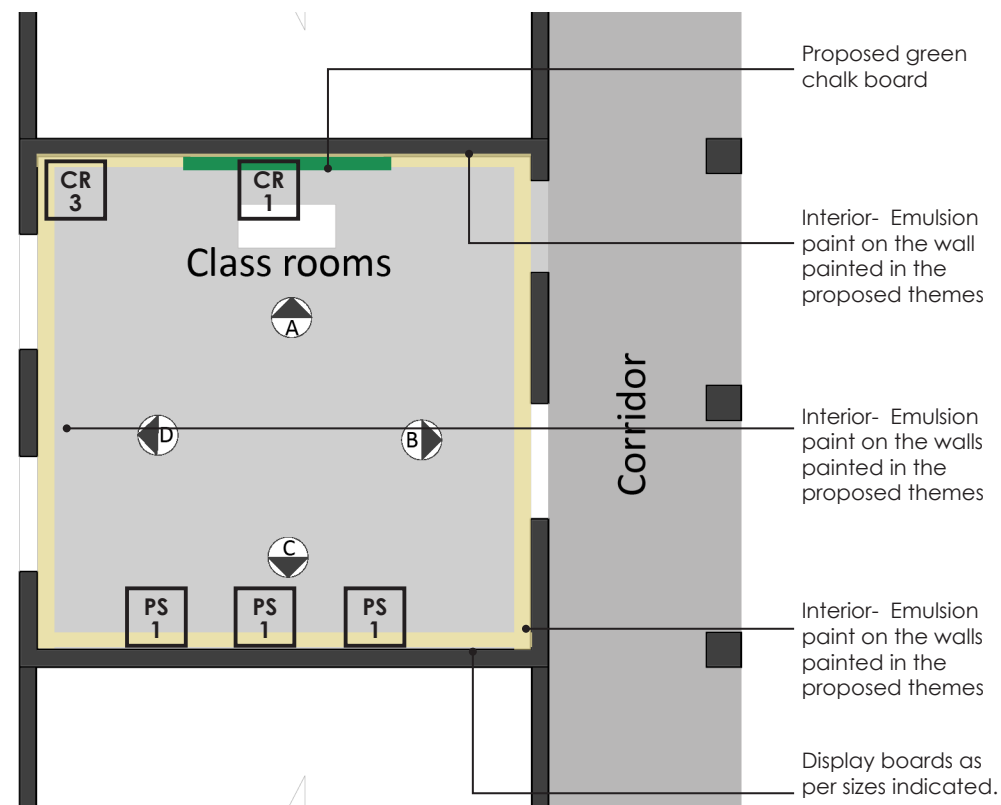 Proposed green
chalk board
CR
3
CR
1
Class rooms
Interior- Emulsion
paint on the wall
painted in the
proposed themes
A
D
B
Corridor
Interior- Emulsion
paint on the walls
painted in the
proposed themes
C
PS
1
PS
1
PS
1
Interior- Emulsion
paint on the walls
painted in the
proposed themes
Display boards as
per sizes indicated.